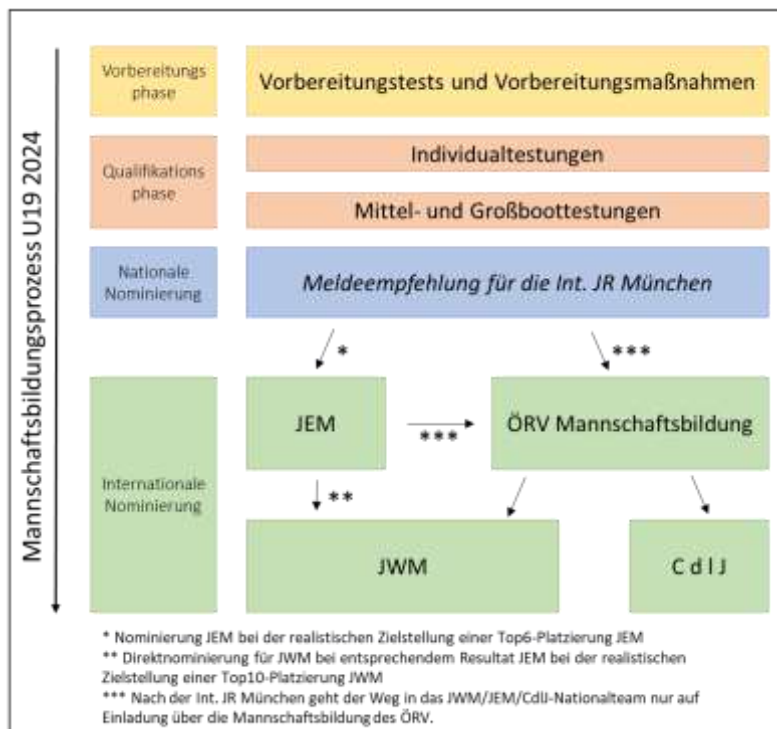 Mannschaftsbildungsprozess U19 2024
Vorbereitungs
phase
Vorbereitungstests und Vorbereitungsmaßnahmen
Qualifikations
phase
Individualtestungen
Mittel- und Großboottestungen
Nationale
Nominierung
Meldeempfehlung für die Int. JR München
*
***
Internationale
Nominierung
JEM
***
ÖRV Mannschaftsbildung
**
JWM
C d l J
* Nominierung JEM bei der realistischen Zielstellung einer Top6-Platzierung JEM
** Direktnominierung für JWM bei entsprechendem Resultat JEM bei der realistischen
Zielstellung einer Top10-Platzierung JWM
*** Nach der Int. JR München geht der Weg in das JWM/JEM/CdlJ-Nationalteam nur auf
Einladung über die Mannschaftsbildung des ÖRV.